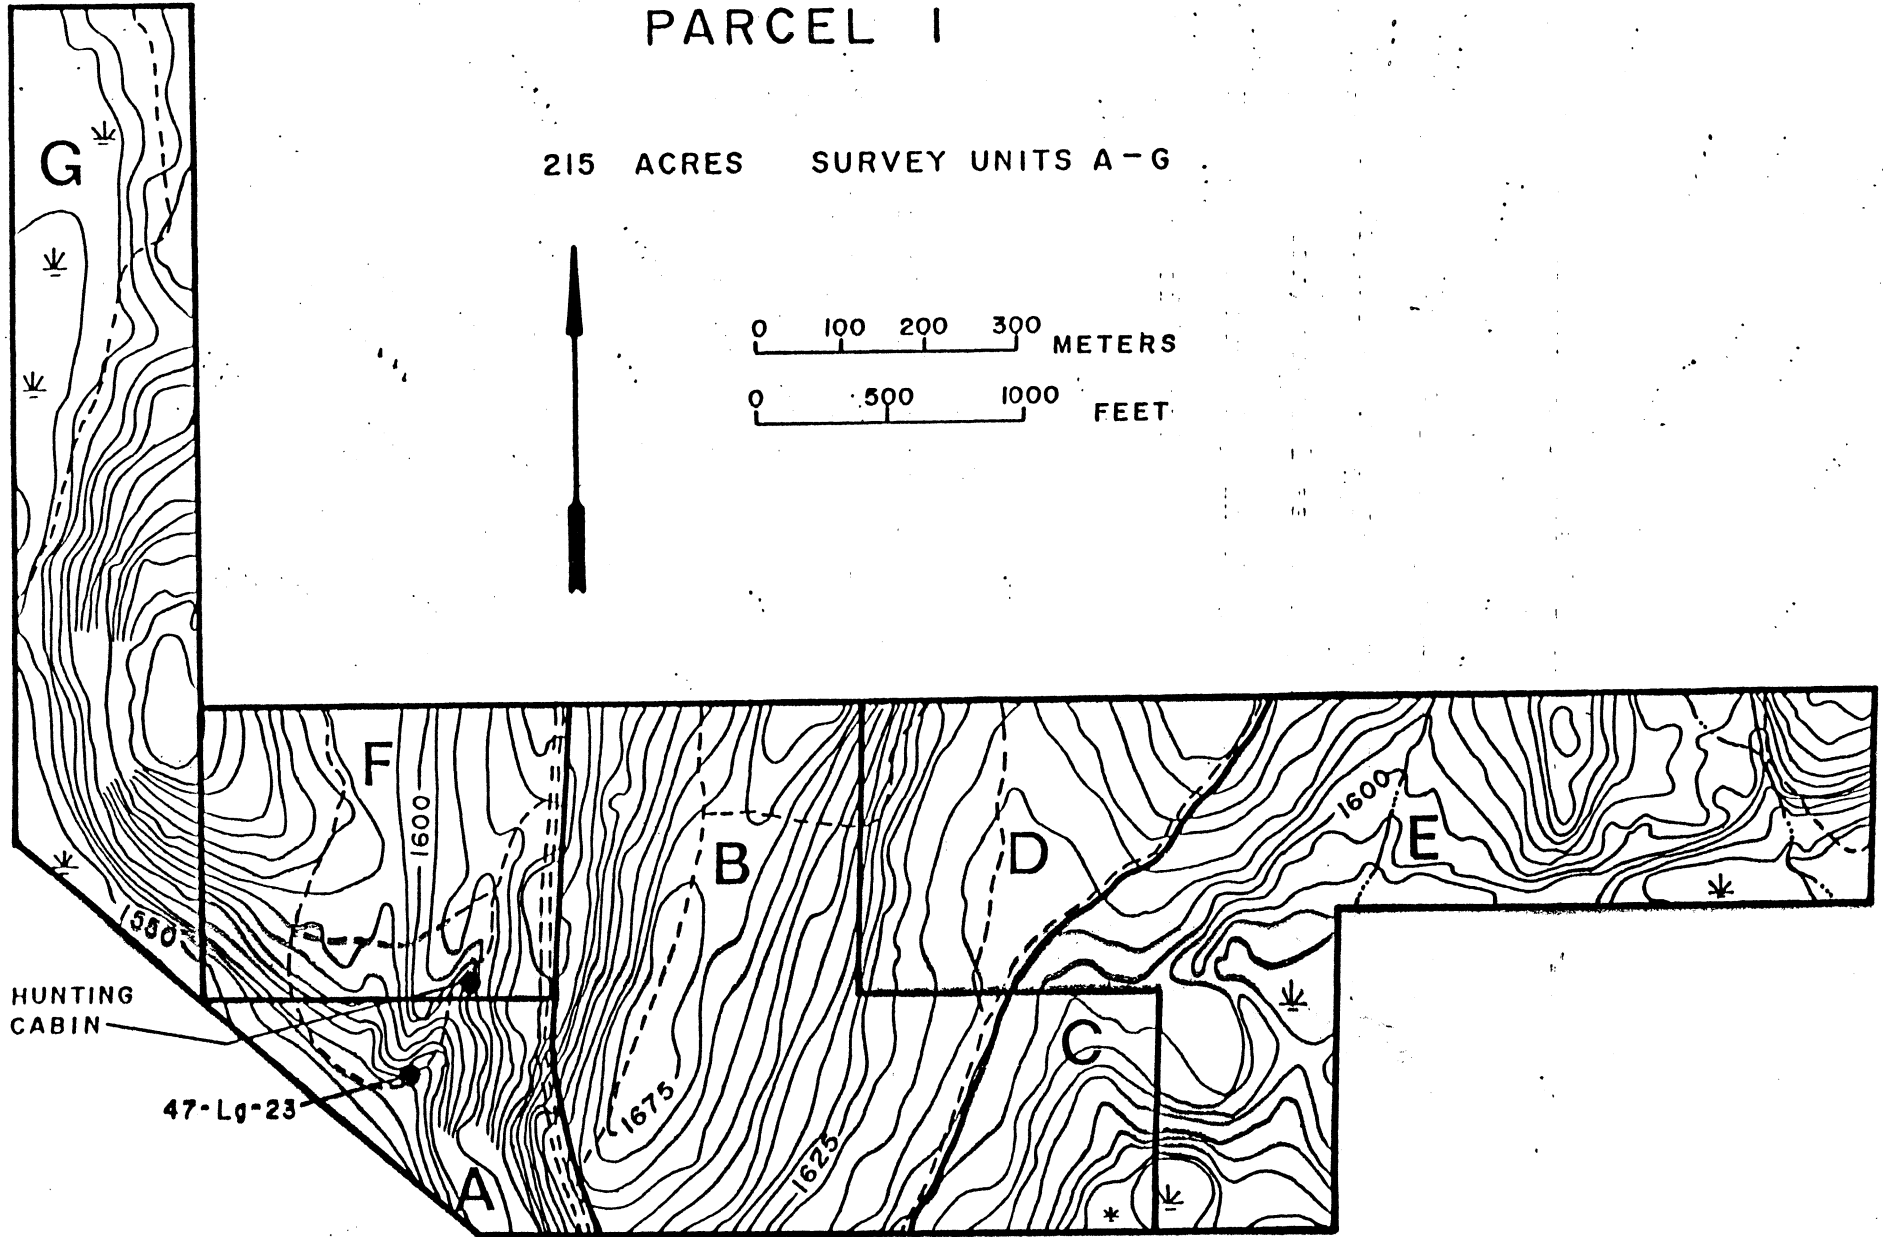 PARCEL I
G
215 ACRES SURVEY UNITS A-G
0 100 200 300 METERS
0 500 1000 FEET
F
1600
B
D
1600
E
1550
HUNTING
CABIN
C
47-Lg-23
1675
1625
A